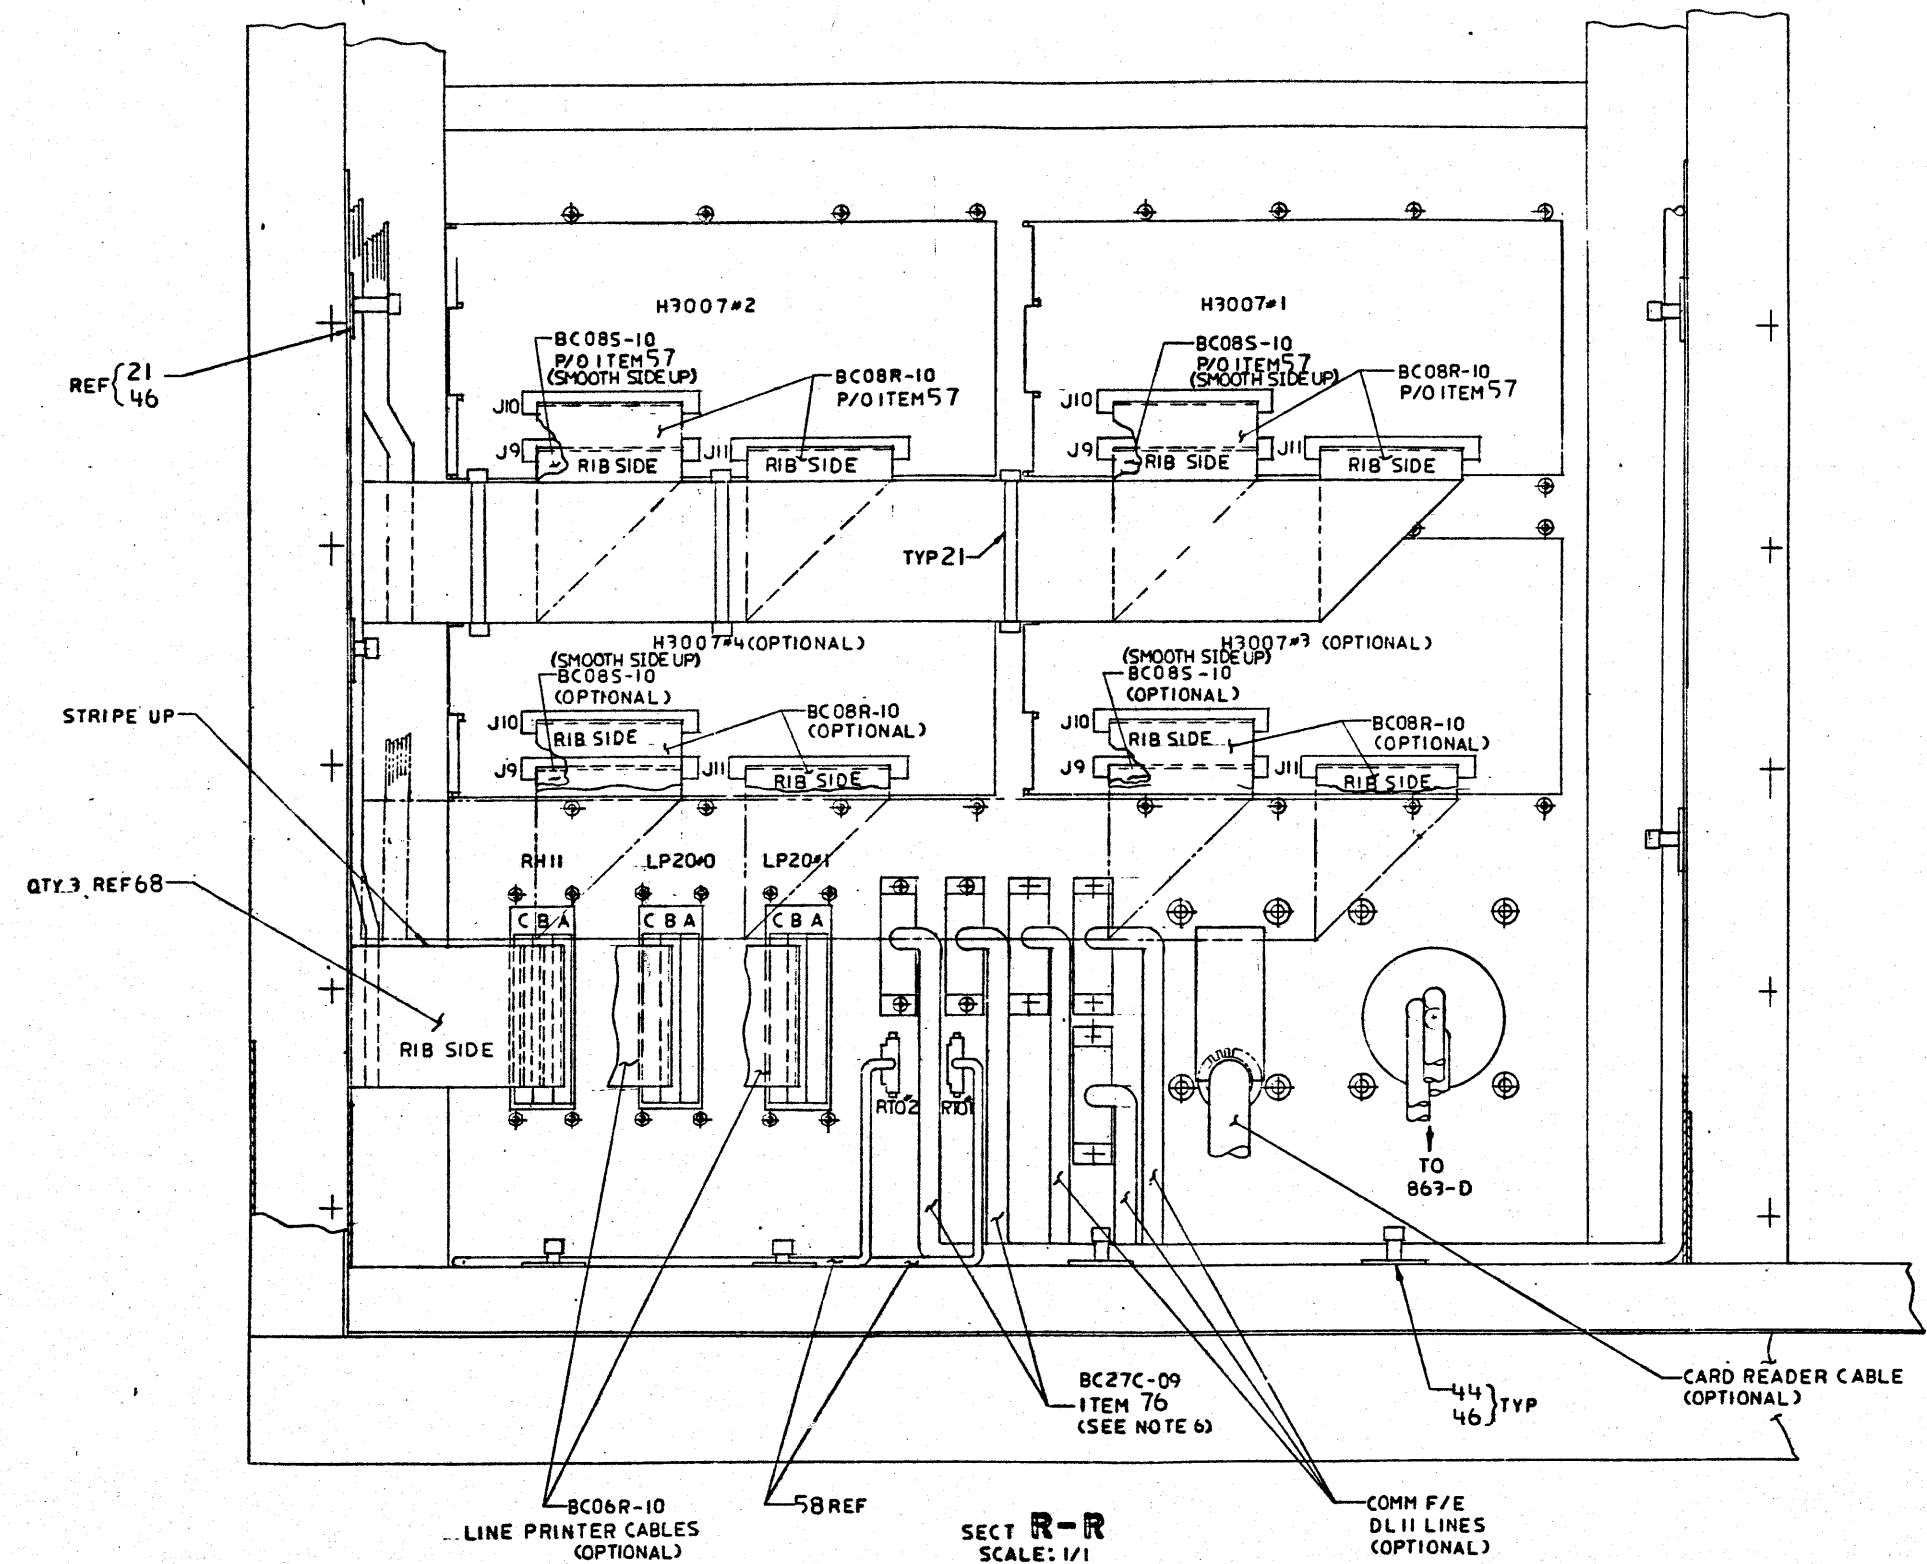 H3007#2
H3007#1
BC08S-10
P/O ITEM 57
(SMOOTH SIDE UP)
BC08R-10
P/O ITEM 57
BC08S-10
P/O ITEM 57
(SMOOTH SIDE UP)
BC08R-10
P/O ITEM 57
REF { 21
46
J10
J9
J11
RIB SIDE
RIB SIDE
J10
J9
J11
RIB SIDE
RIB SIDE
TYP 21
H3007#4 (OPTIONAL)
(SMOOTH SIDE UP)
BC08S-10
(OPTIONAL)
H3007#3 (OPTIONAL)
(SMOOTH SIDE UP)
BC08S-10
(OPTIONAL)
STRIPE UP
J10
RIB SIDE
BC08R-10
(OPTIONAL)
J9
J11
RIB SIDE
J10
RIB SIDE
BC08R-10
(OPTIONAL)
J9
J11
RIB SIDE
RH11
LP20#0
LP20#1
QTY.3 REF 68
C B A
C B A
C B A
RIB SIDE
RTO#2
RTO#1
TO
863-D
BC27C-09
ITEM 76
(SEE NOTE 6)
44
46 } TYP
CARD READER CABLE
(OPTIONAL)
BC06R-10
LINE PRINTER CABLES
(OPTIONAL)
58 REF
SECT R-R
SCALE: 1/1
COMM F/E
DL11 LINES
(OPTIONAL)